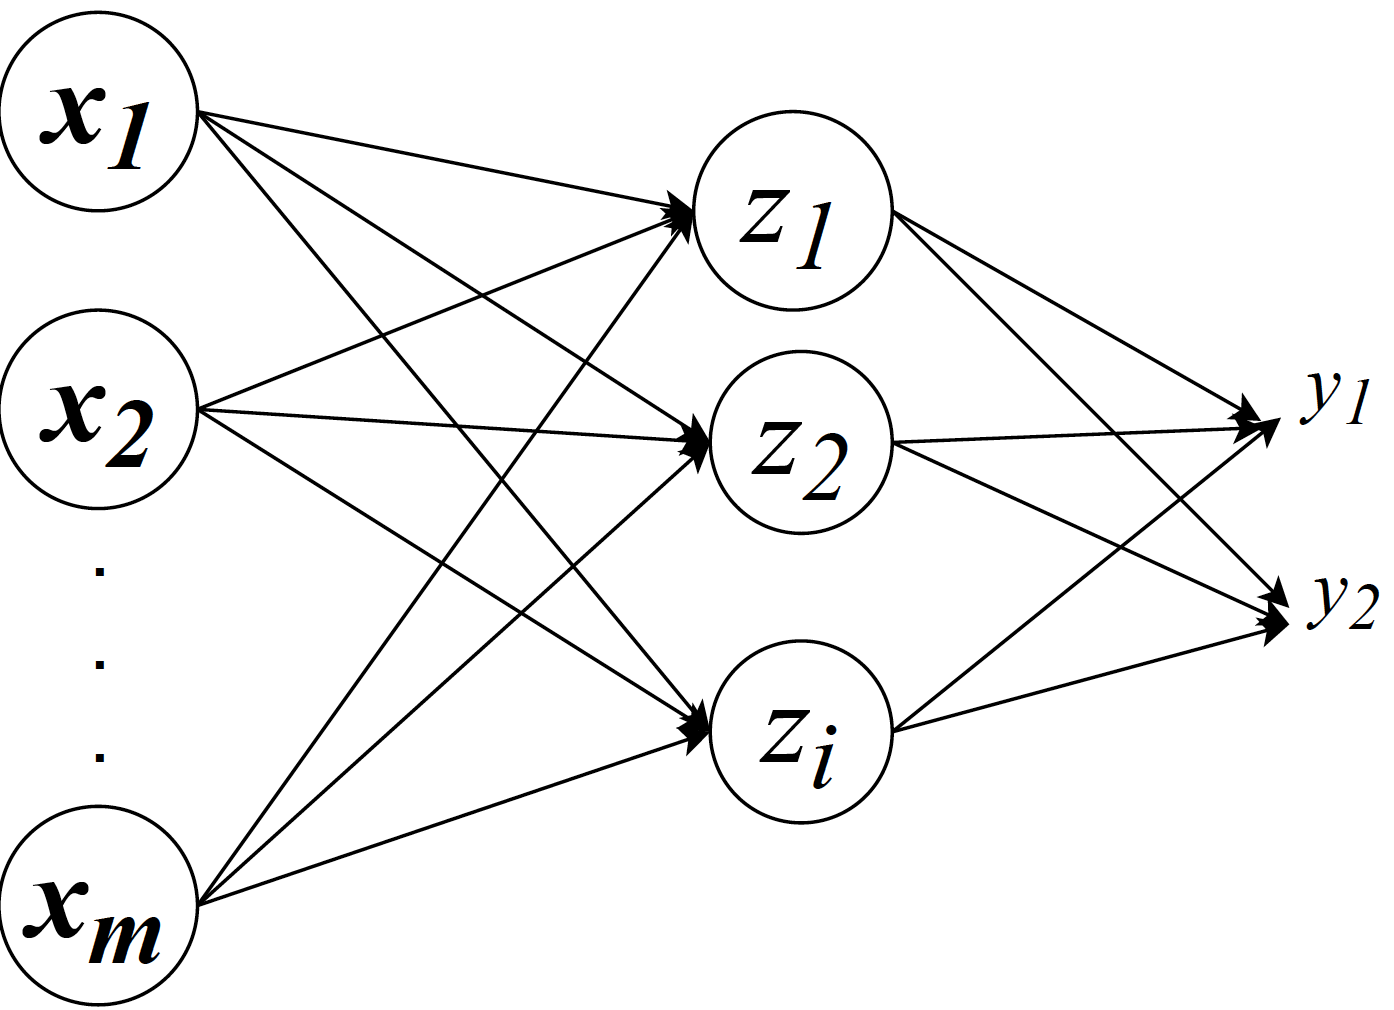 x1
x2
.
.
.
xm
z1
z2
zi
y1
y2